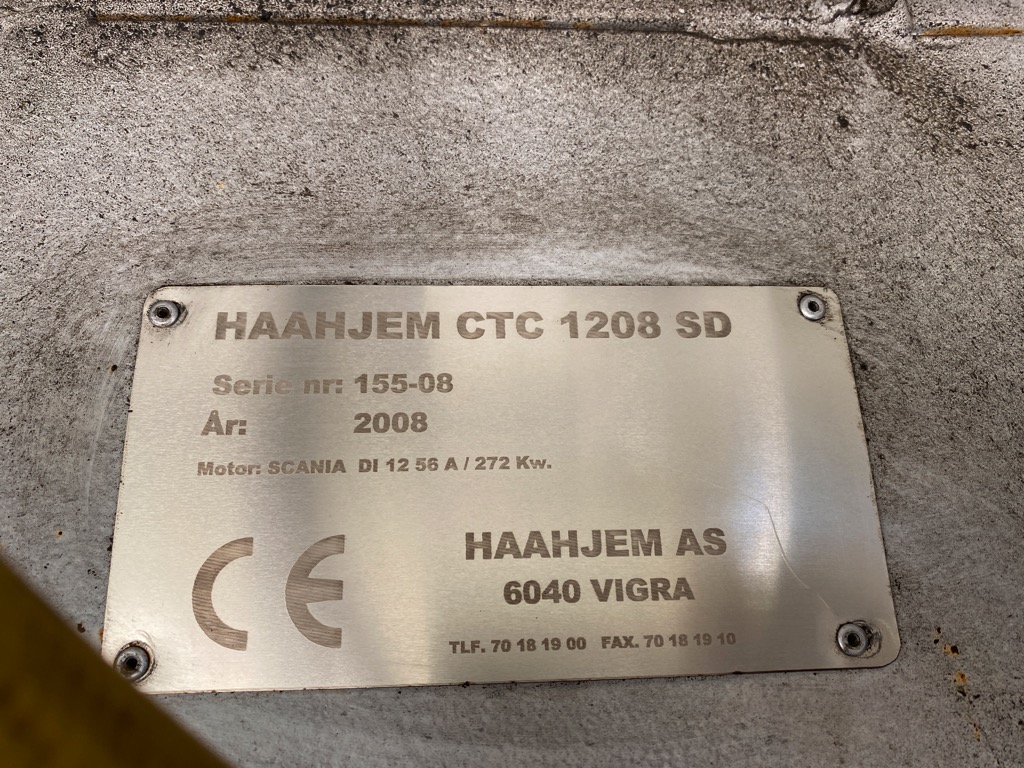 HAAHJEM CTC 1208 SD
Serie nr: 155-08
År: 2008
Motor: SCANIA DI 12 56 A / 272 Kw.
CE
HAAHJEM AS
6040 VIGRA
TLF. 70 18 19 00 FAX. 70 18 19 10